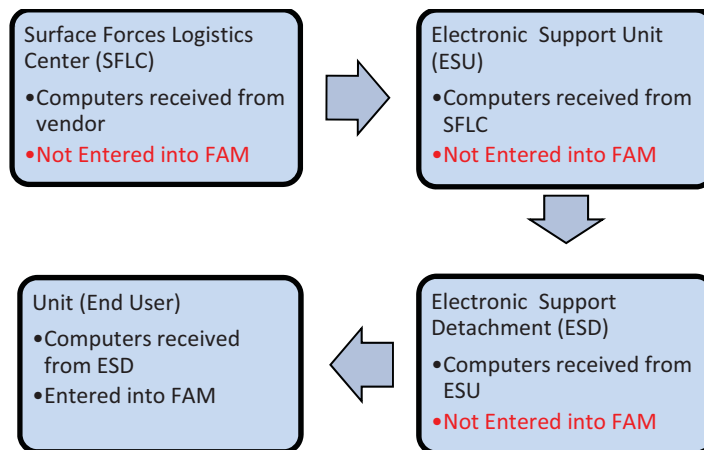 Surface Forces Logistics
Center (SFLC)
•Computers received from
vendor
•Not Entered into FAM
Electronic Support Unit
(ESU)
•Computers received from
SFLC
•Not Entered into FAM
Electronic Support
Detachment (ESD)
•Computers received from
ESU
•Not Entered into FAM
Unit (End User)
•Computers received
from ESD
•Entered into FAM